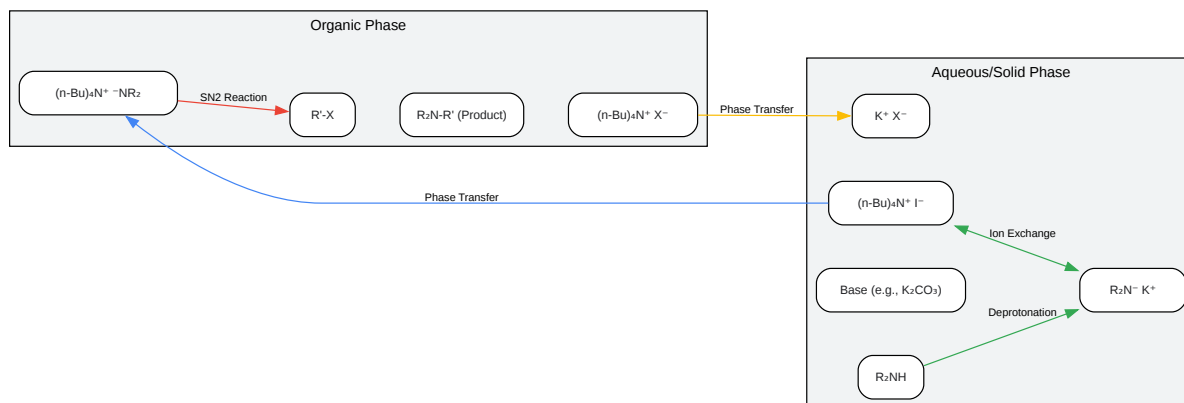 Organic Phase
(n-Bu)₄N⁺ ⁻NR₂
SN2 Reaction
R'-X
R₂N-R' (Product)
(n-Bu)₄N⁺ X⁻
Phase Transfer
Aqueous/Solid Phase
K⁺ X⁻
Phase Transfer
(n-Bu)₄N⁺ I⁻
Ion Exchange
Base (e.g., K₂CO₃)
R₂N⁻ K⁺
Deprotonation
R₂NH